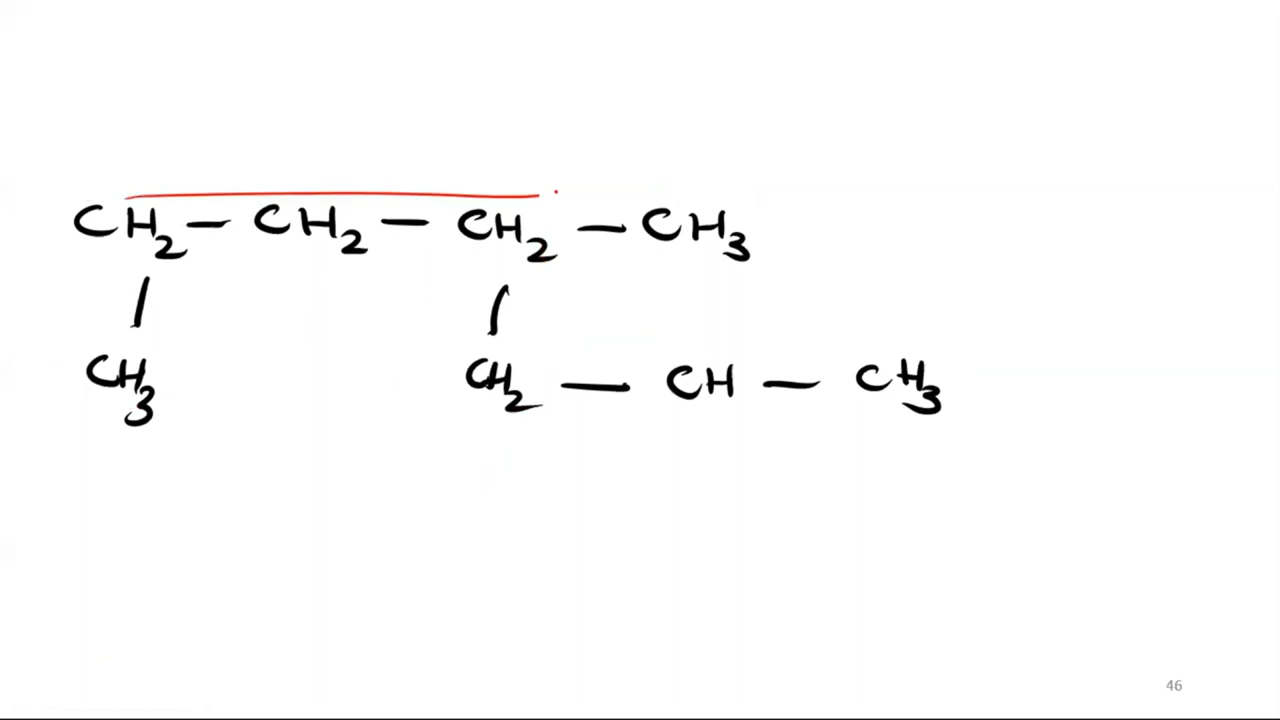 CH₂ — CH₂ — CH₂ — CH₃
CH₃ CH₂ — CH — CH₃
46